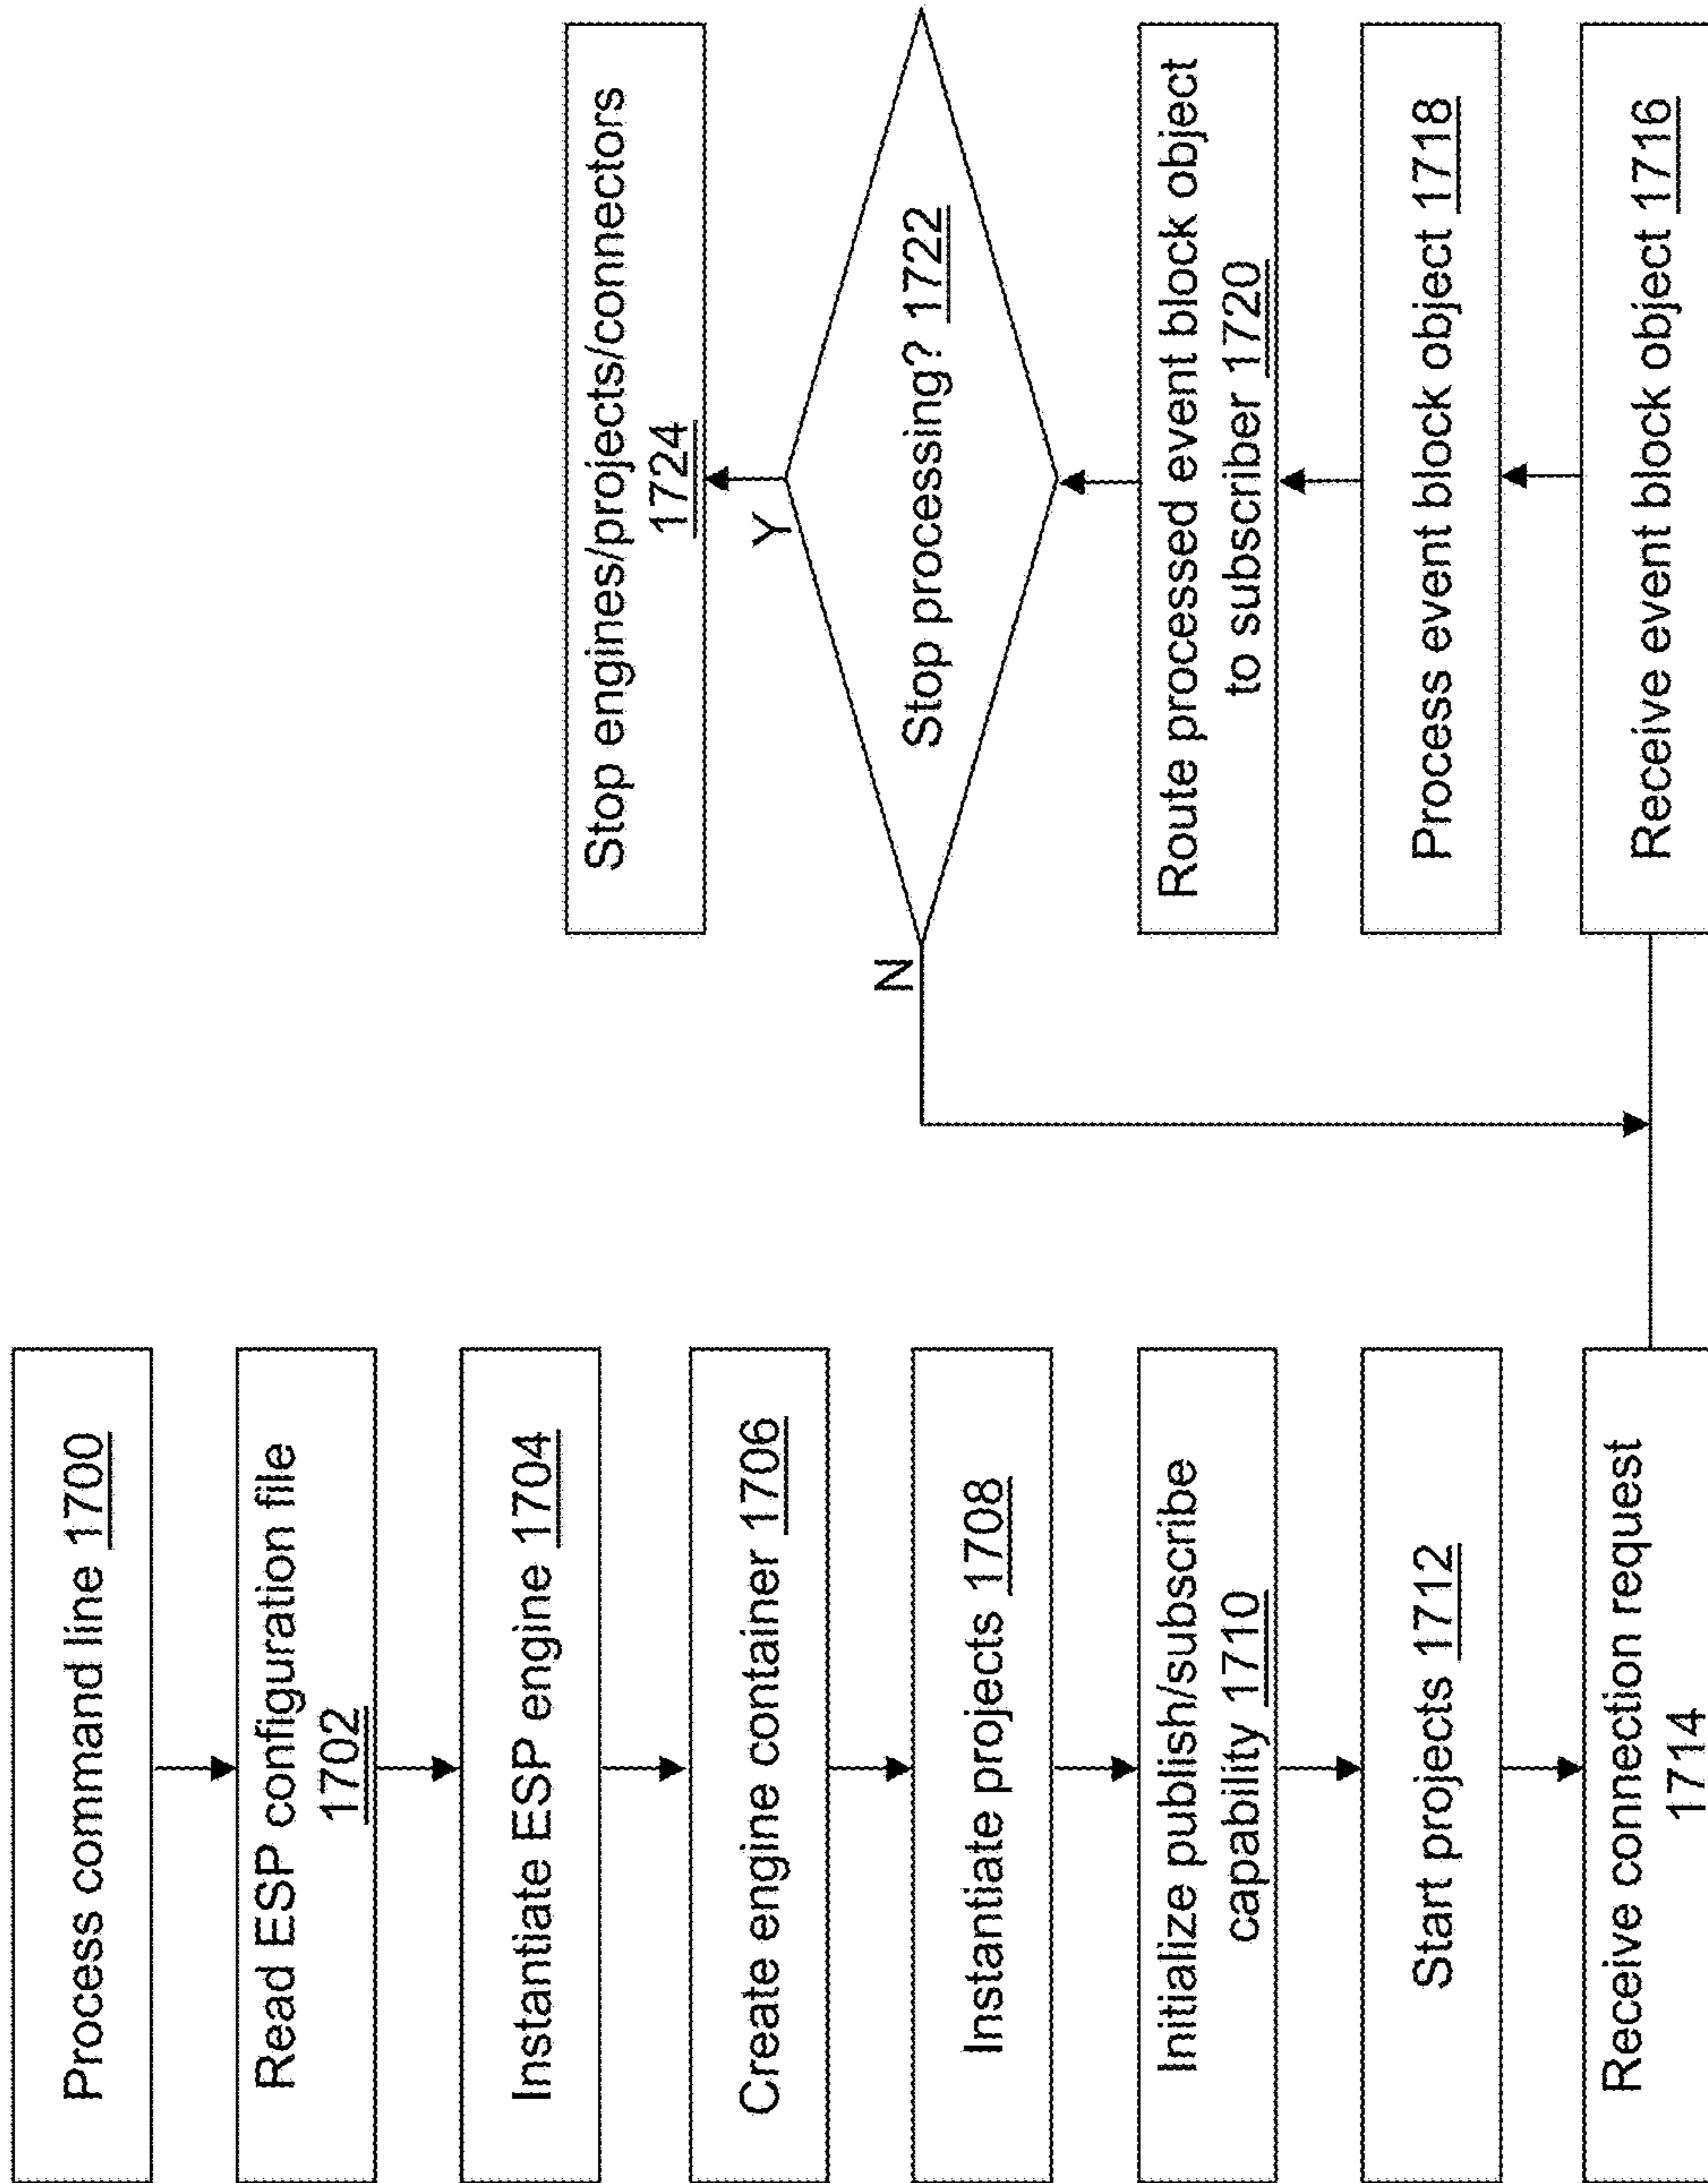 Process command line 1700
Read ESP configuration file
1702
Instantiate ESP engine 1704
Create engine container 1706
Instantiate projects 1708
Initialize publish/subscribe
capability 1710
Start projects 1712
Receive connection request
1714
Receive event block object 1716
Process event block object 1718
Route processed event block object
to subscriber 1720
Stop processing? 1722
N
Y
Stop engines/projects/connectors
1724